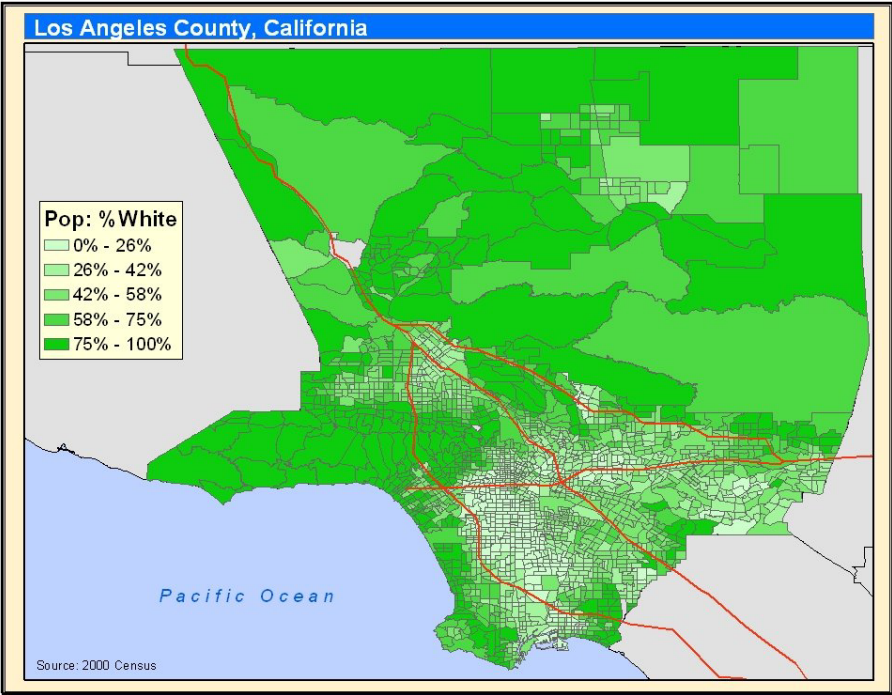 Los Angeles County, California
Pop: %White
0% - 26%
26% - 42%
42% - 58%
58% - 75%
75% - 100%
Pacific Ocean
Source: 2000 Census